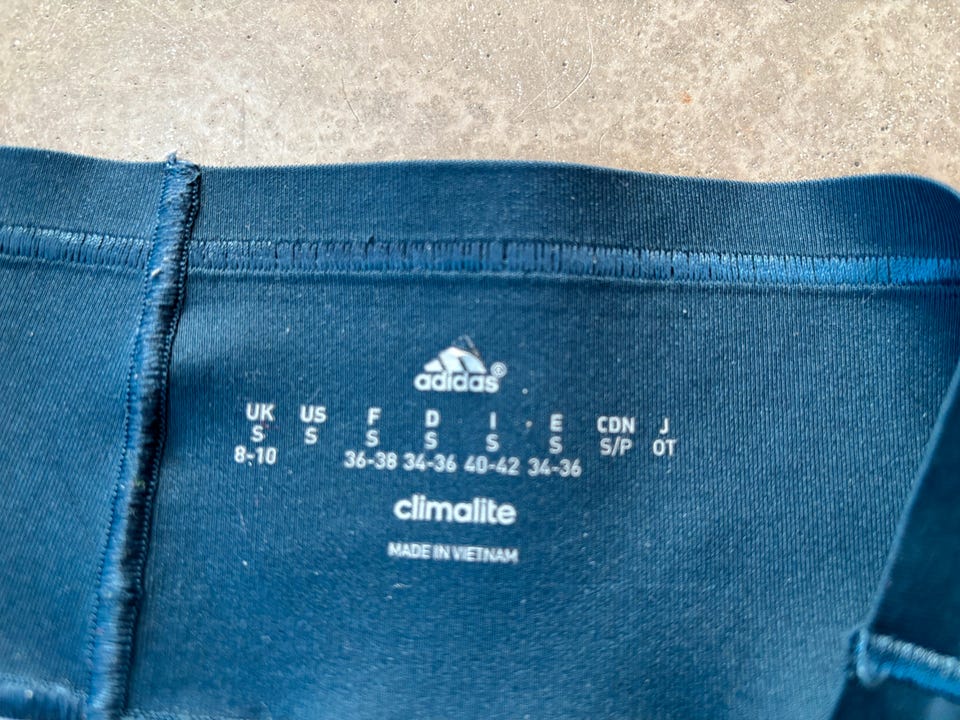 adidas®
UK US F D I E CDN J
S S S S S S S/P OT
8-10 36-38 34-36 40-42 34-36
climalite
MADE IN VIETNAM